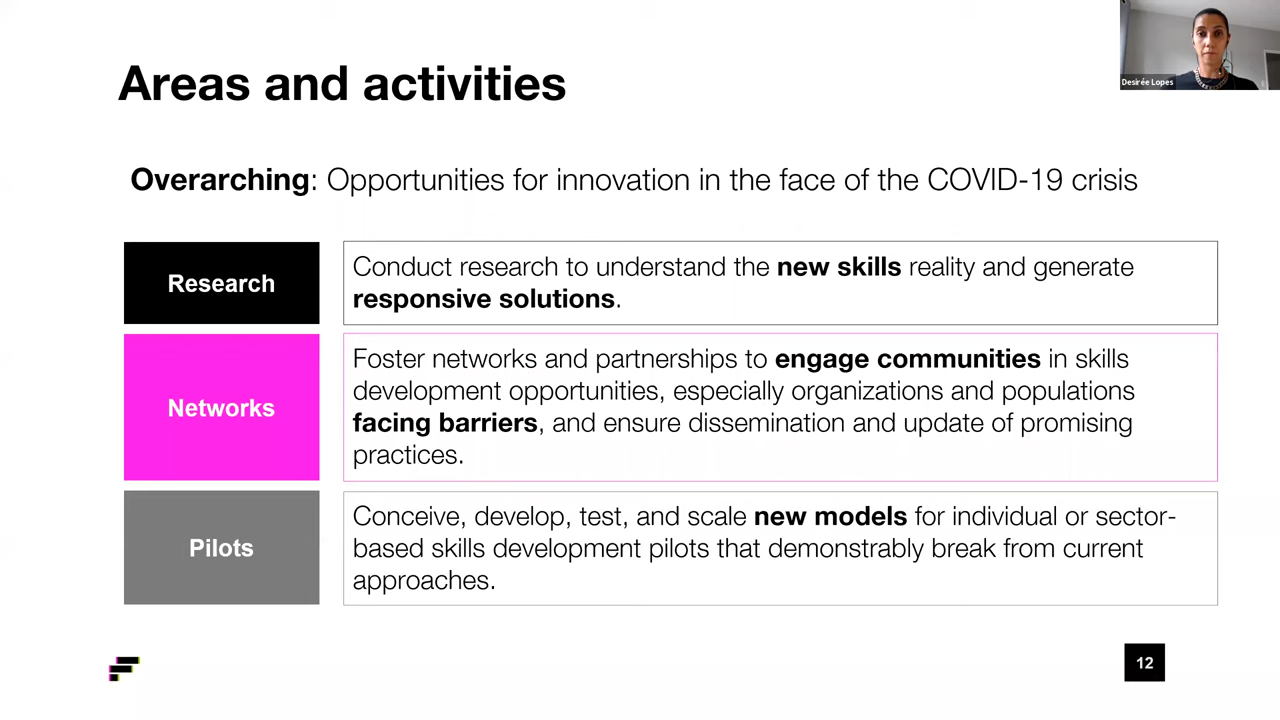 Desirée Lopes
Areas and activities
Overarching: Opportunities for innovation in the face of the COVID-19 crisis
Research
Conduct research to understand the new skills reality and generate
responsive solutions.
Networks
Foster networks and partnerships to engage communities in skills
development opportunities, especially organizations and populations
facing barriers, and ensure dissemination and update of promising
practices.
Pilots
Conceive, develop, test, and scale new models for individual or sector-
based skills development pilots that demonstrably break from current
approaches.
12